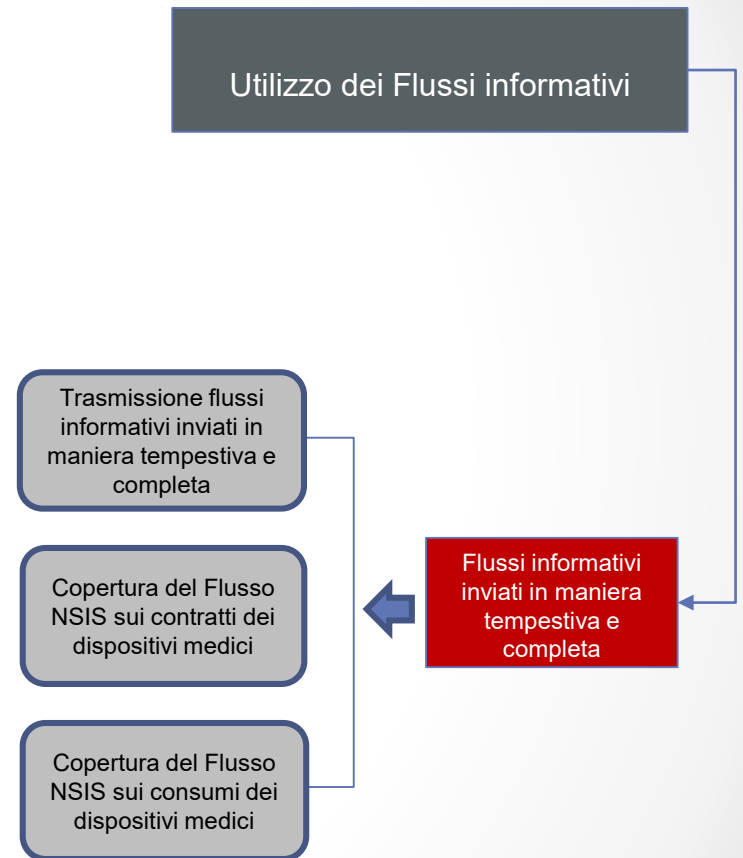 Utilizzo dei Flussi informativi
Trasmissione flussi
informativi inviati in
maniera tempestiva e
completa
Copertura del Flusso
NSIS sui contratti dei
dispositivi medici
Copertura del Flusso
NSIS sui consumi dei
dispositivi medici
Flussi informativi
inviati in maniera
tempestiva e
completa